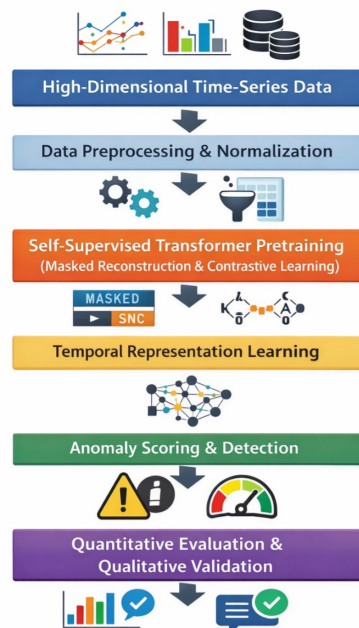 High-Dimensional Time-Series Data
Data Preprocessing & Normalization
Self-Supervised Transformer Pretraining
(Masked Reconstruction & Contrastive Learning)
MASKED
SNC
Temporal Representation Learning
Anomaly Scoring & Detection
Quantitative Evaluation &
Qualitative Validation